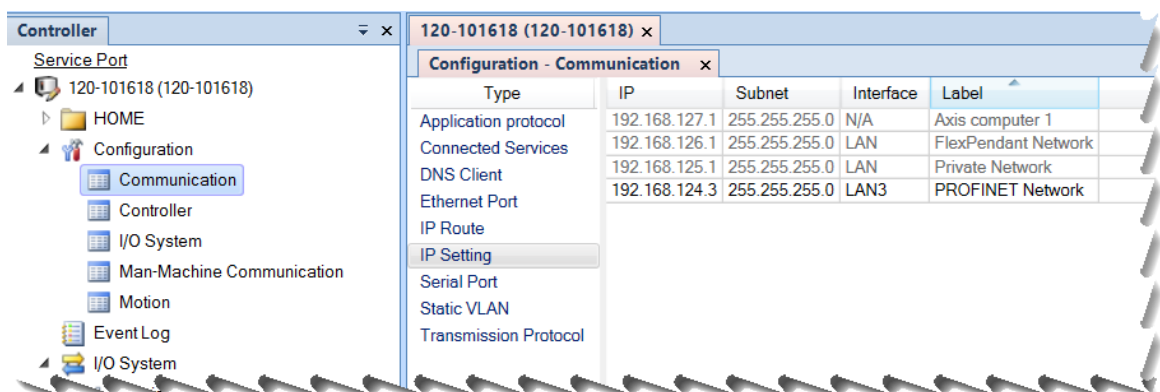 Controller
Service Port
120-101618 (120-101618)
HOME
Configuration
Communication
Controller
I/O System
Man-Machine Communication
Motion
Event Log
I/O System
120-101618 (120-101618) x
Configuration - Communication x
Type
Application protocol
Connected Services
DNS Client
Ethernet Port
IP Route
IP Setting
Serial Port
Static VLAN
Transmission Protocol
IP Subnet Interface Label
192.168.127.1 255.255.255.0 N/A Axis computer 1
192.168.126.1 255.255.255.0 LAN FlexPendant Network
192.168.125.1 255.255.255.0 LAN Private Network
192.168.124.3 255.255.255.0 LAN3 PROFINET Network